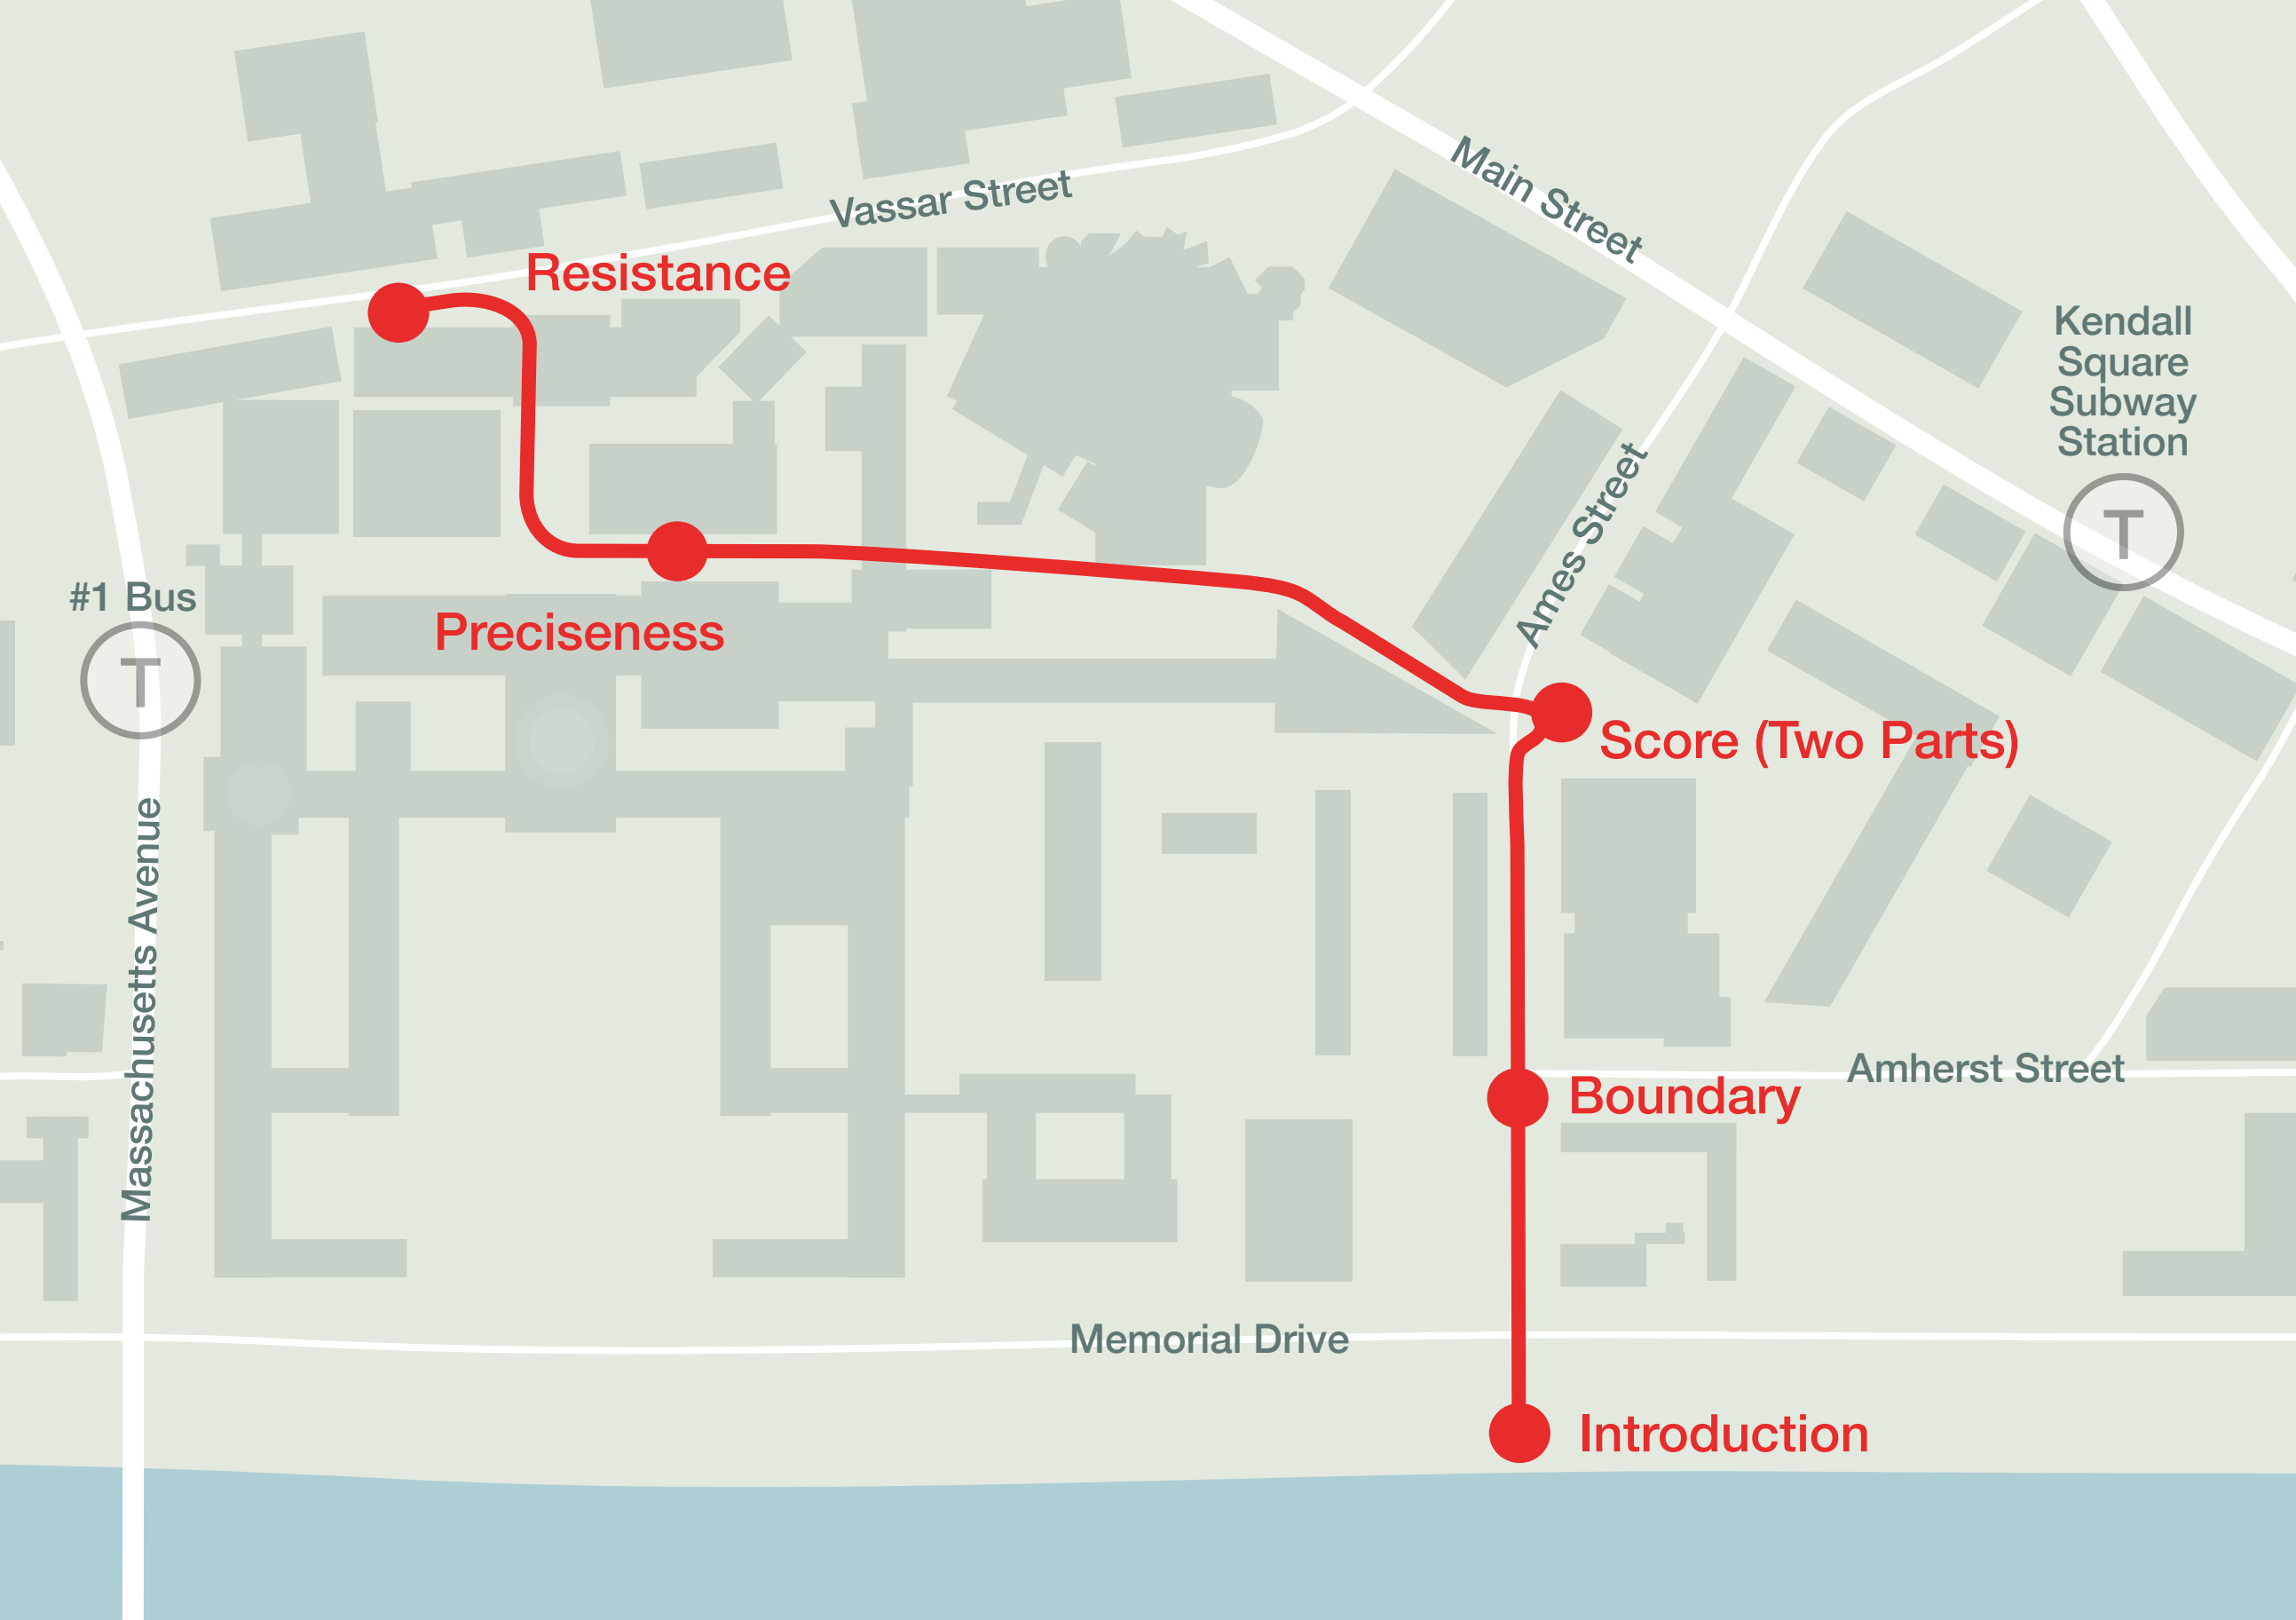 Main Street
Vassar Street
Resistance
Kendall
Square
Subway
Station
T
Ames Street
#1 Bus
T
Preciseness
Score (Two Parts)
Massachusetts Avenue
Amherst Street
Boundary
Memorial Drive
Introduction